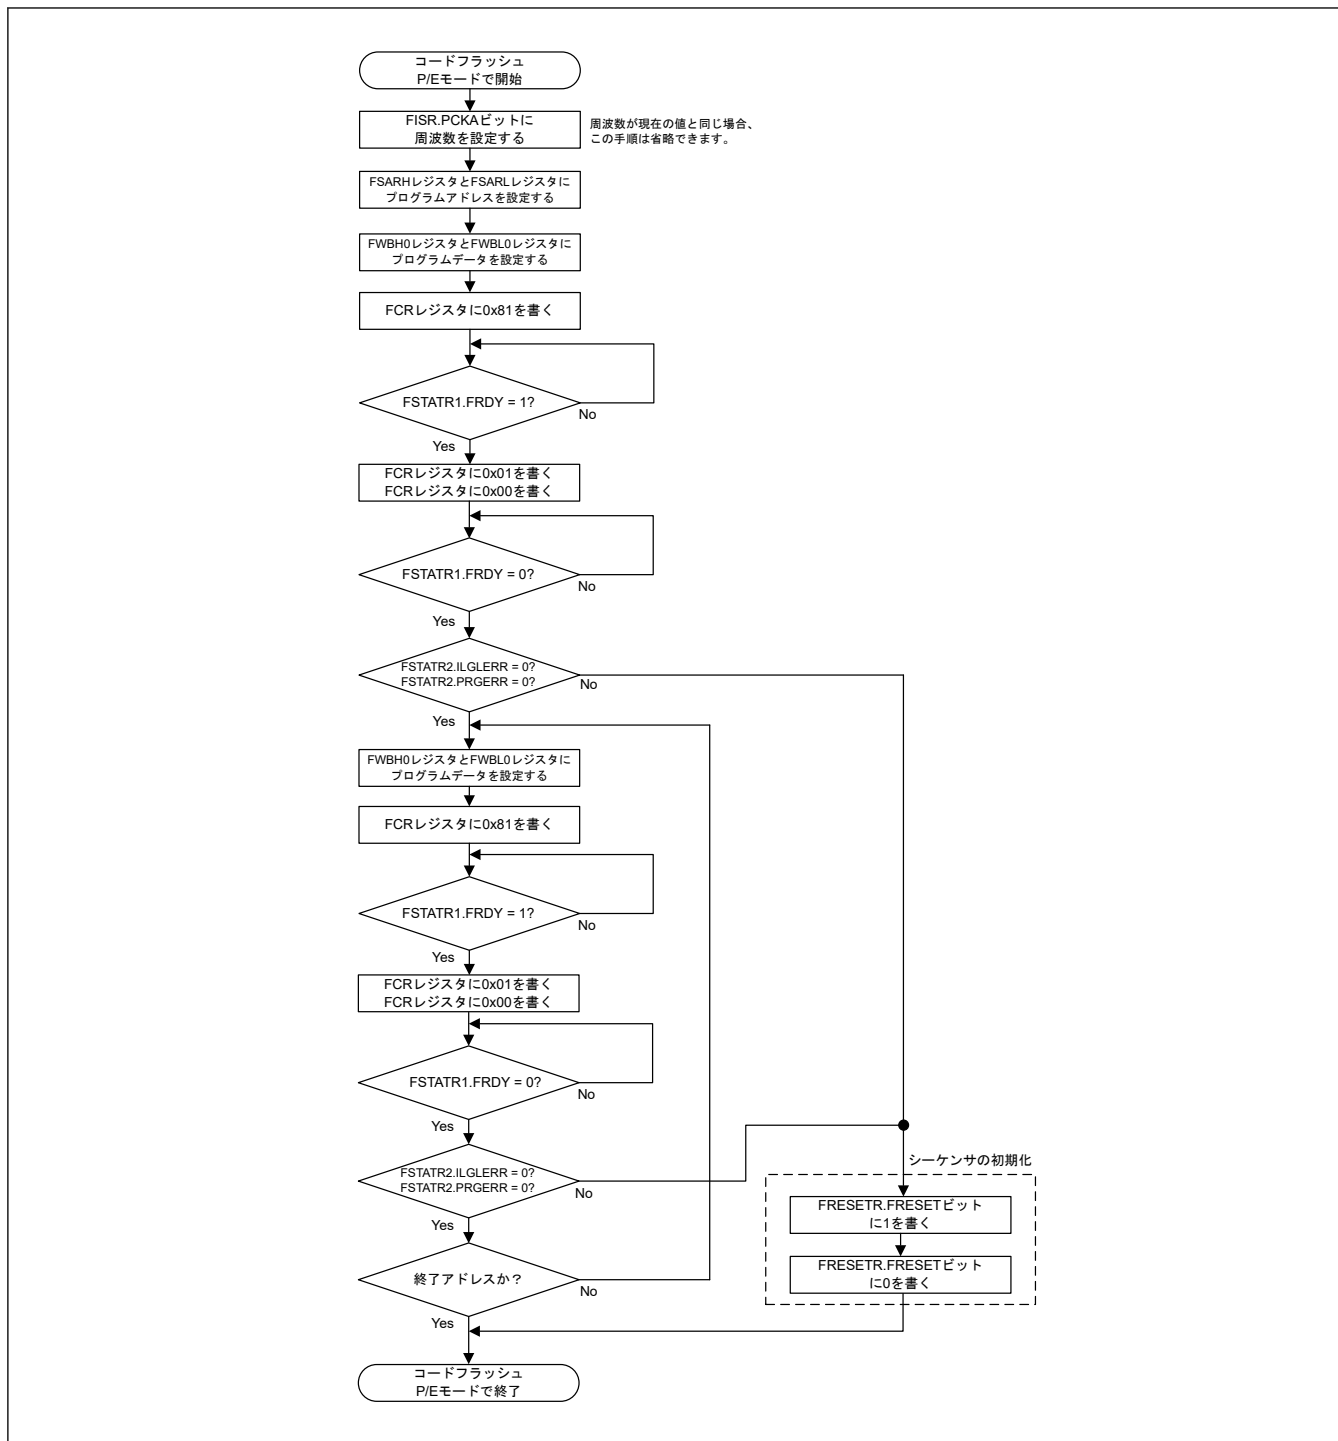 コードフラッシュ
P/Eモードで開始
FISR.PCKAビットに
周波数を設定する
周波数が現在の値と同じ場合、
この手順は省略できます。
FSARHレジスタとFSARLレジスタに
プログラムアドレスを設定する
FWBH0レジスタとFWBL0レジスタに
プログラムデータを設定する
FCRレジスタに0x81を書く
FSTATR1.FRDY = 1?
No
Yes
FCRレジスタに0x01を書く
FCRレジスタに0x00を書く
FSTATR1.FRDY = 0?
No
Yes
FSTATR2.ILGLERR = 0?
FSTATR2.PRGERR = 0?
No
Yes
FWBH0レジスタとFWBL0レジスタに
プログラムデータを設定する
FCRレジスタに0x81を書く
FSTATR1.FRDY = 1?
No
Yes
FCRレジスタに0x01を書く
FCRレジスタに0x00を書く
FSTATR1.FRDY = 0?
No
Yes
FSTATR2.ILGLERR = 0?
FSTATR2.PRGERR = 0?
No
Yes
終了アドレスか？
No
Yes
シーケンサの初期化
FRESETR.FRESETビット
に1を書く
FRESETR.FRESETビット
に0を書く
コードフラッシュ
P/Eモードで終了